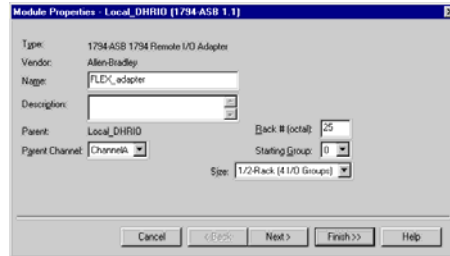 Module Properties - Local_DHRIO (1794-ASB 1.1)
Type: 1794-ASB 1794 Remote I/O Adapter
Vendor: Allen-Bradley
Name: FLEX_adapter
Description:
Parent: Local_DHRIO Rack # (octal): 25
Parent Channel: ChannelA Starting Group: 0
Size: 1/2-Rack (4 I/O Groups)
Cancel < Back Next > Finish >> Help